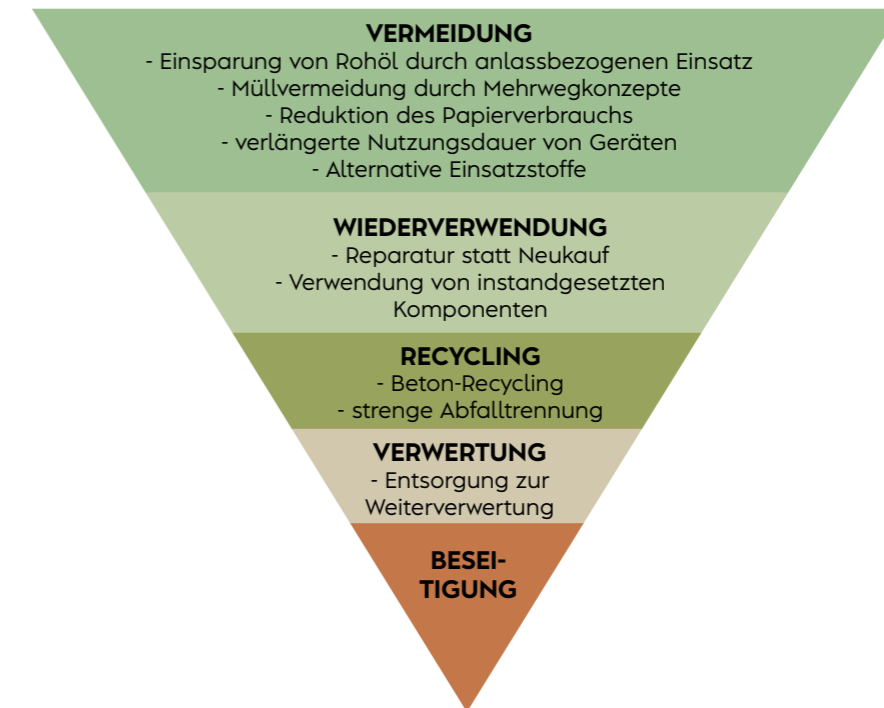 VERMEIDUNG
- Einsparung von Rohöl durch anlassbezogenen Einsatz
- Müllvermeidung durch Mehrwegkonzepte
- Reduktion des Papierverbrauchs
- verlängerte Nutzungsdauer von Geräten
- Alternative Einsatzstoffe
WIEDERVERWENDUNG
- Reparatur statt Neukauf
- Verwendung von instandgesetzten
Komponenten
RECYCLING
- Beton-Recycling
- strenge Abfalltrennung
VERWERTUNG
- Entsorgung zur
Weiterverwertung
BESEI-
TIGUNG